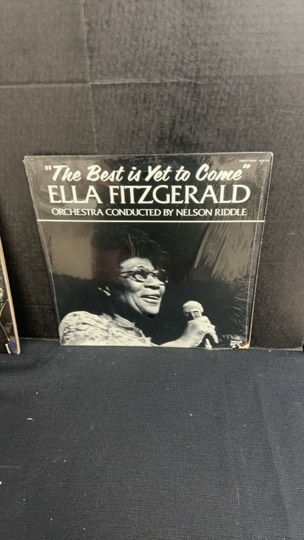 "The Best is Yet to Come"
ELLA FITZGERALD
ORCHESTRA CONDUCTED BY NELSON RIDDLE